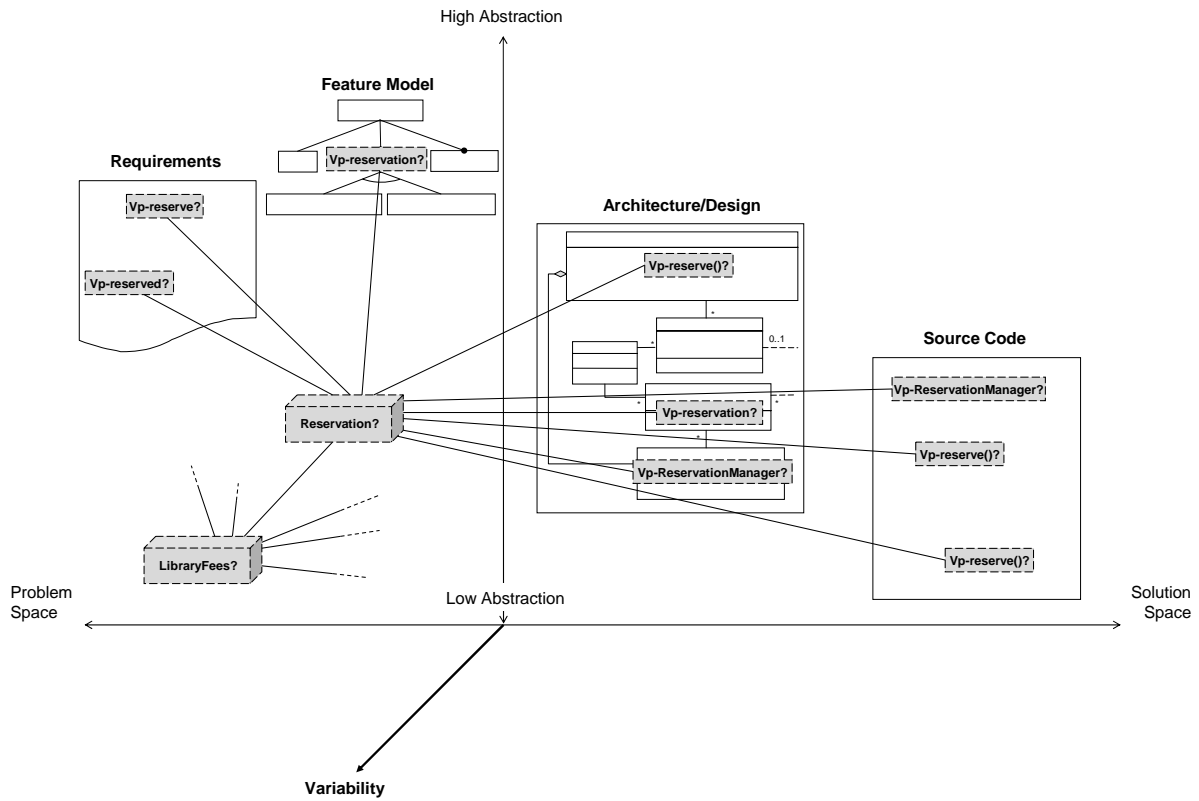 High Abstraction
Feature Model
Vp-reservation?
Requirements
Vp-reserve?
Vp-reserved?
Architecture/Design
Vp-reserve()?
*
*
0..1
*
*
Vp-reservation?
*
Vp-ReservationManager?
Source Code
Vp-ReservationManager?
Vp-reserve()?
Vp-reserve()?
Reservation?
LibraryFees?
Problem
Space
Low Abstraction
Solution
Space
Variability